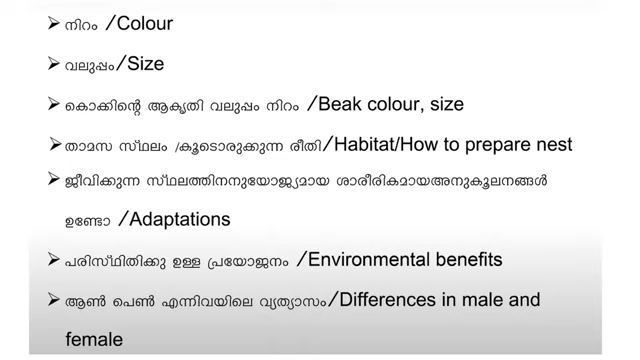 ➢ നിറം /Colour
➢ വലുപ്പം/Size
➢ കൊക്കിന്റെ ആകൃതി വലുപ്പം നിറം /Beak colour, size
➢ താമസ സ്ഥലം /കൂടൊരുക്കുന്ന രീതി/Habitat/How to prepare nest
➢ ജീവിക്കുന്ന സ്ഥലത്തിനനുയോജ്യമായ ശാരീരികമായഅനുകൂലനങ്ങൾ
ഉണ്ടോ /Adaptations
➢ പരിസ്ഥിതിക്കു ഉള്ള പ്രയോജനം /Environmental benefits
➢ ആൺ പെൺ എന്നിവയിലെ വ്യത്യാസം/Differences in male and
female